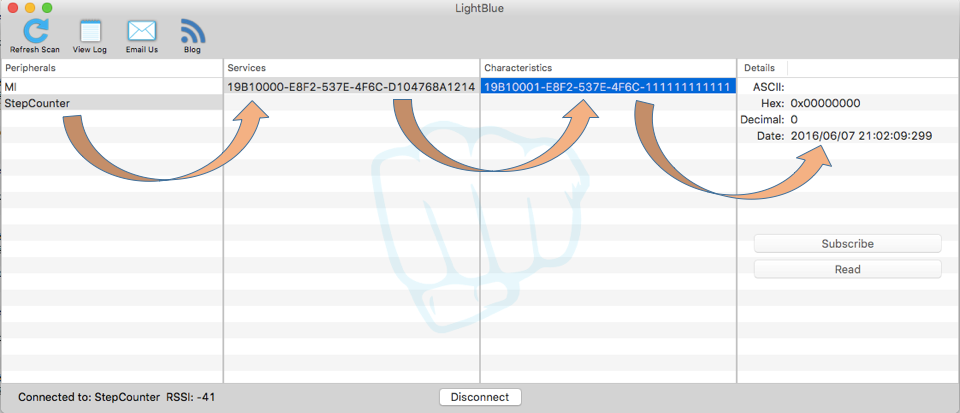 LightBlue
Refresh Scan View Log Email Us Blog
Peripherals Services Characteristics Details
MI 19B10000-E8F2-537E-4F6C-D104768A1214 19B10001-E8F2-537E-4F6C-111111111111 ASCII:
StepCounter Hex: 0x00000000
Decimal: 0
Date: 2016/06/07 21:02:09:299
Subscribe
Read
Connected to: StepCounter RSSI: -41 Disconnect